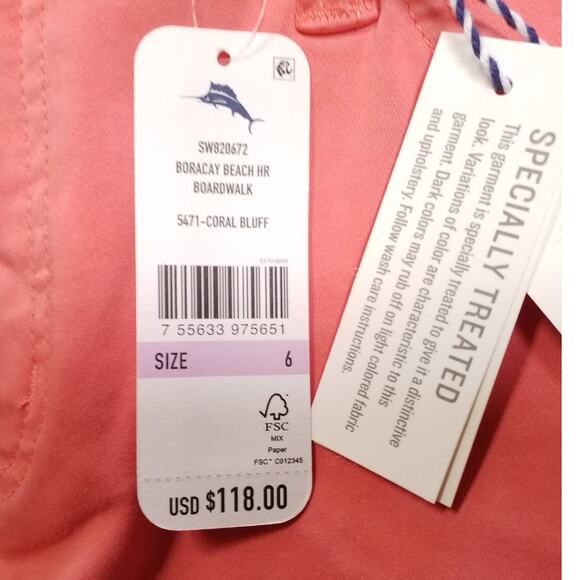 SW820672
BORACAY BEACH HR
BOARDWALK
5471-CORAL BLUFF
7 55633 975651
SIZE 6
FSC
MIX
Paper
FSC™ C012345
USD $118.00
SPECIALLY TREATED
This garment is specially treated to give it a distinctive
look. Variations of color are characteristic to this
garment. Dark colors may rub off on light colored fabric
and upholstery. Follow wash care instructions.